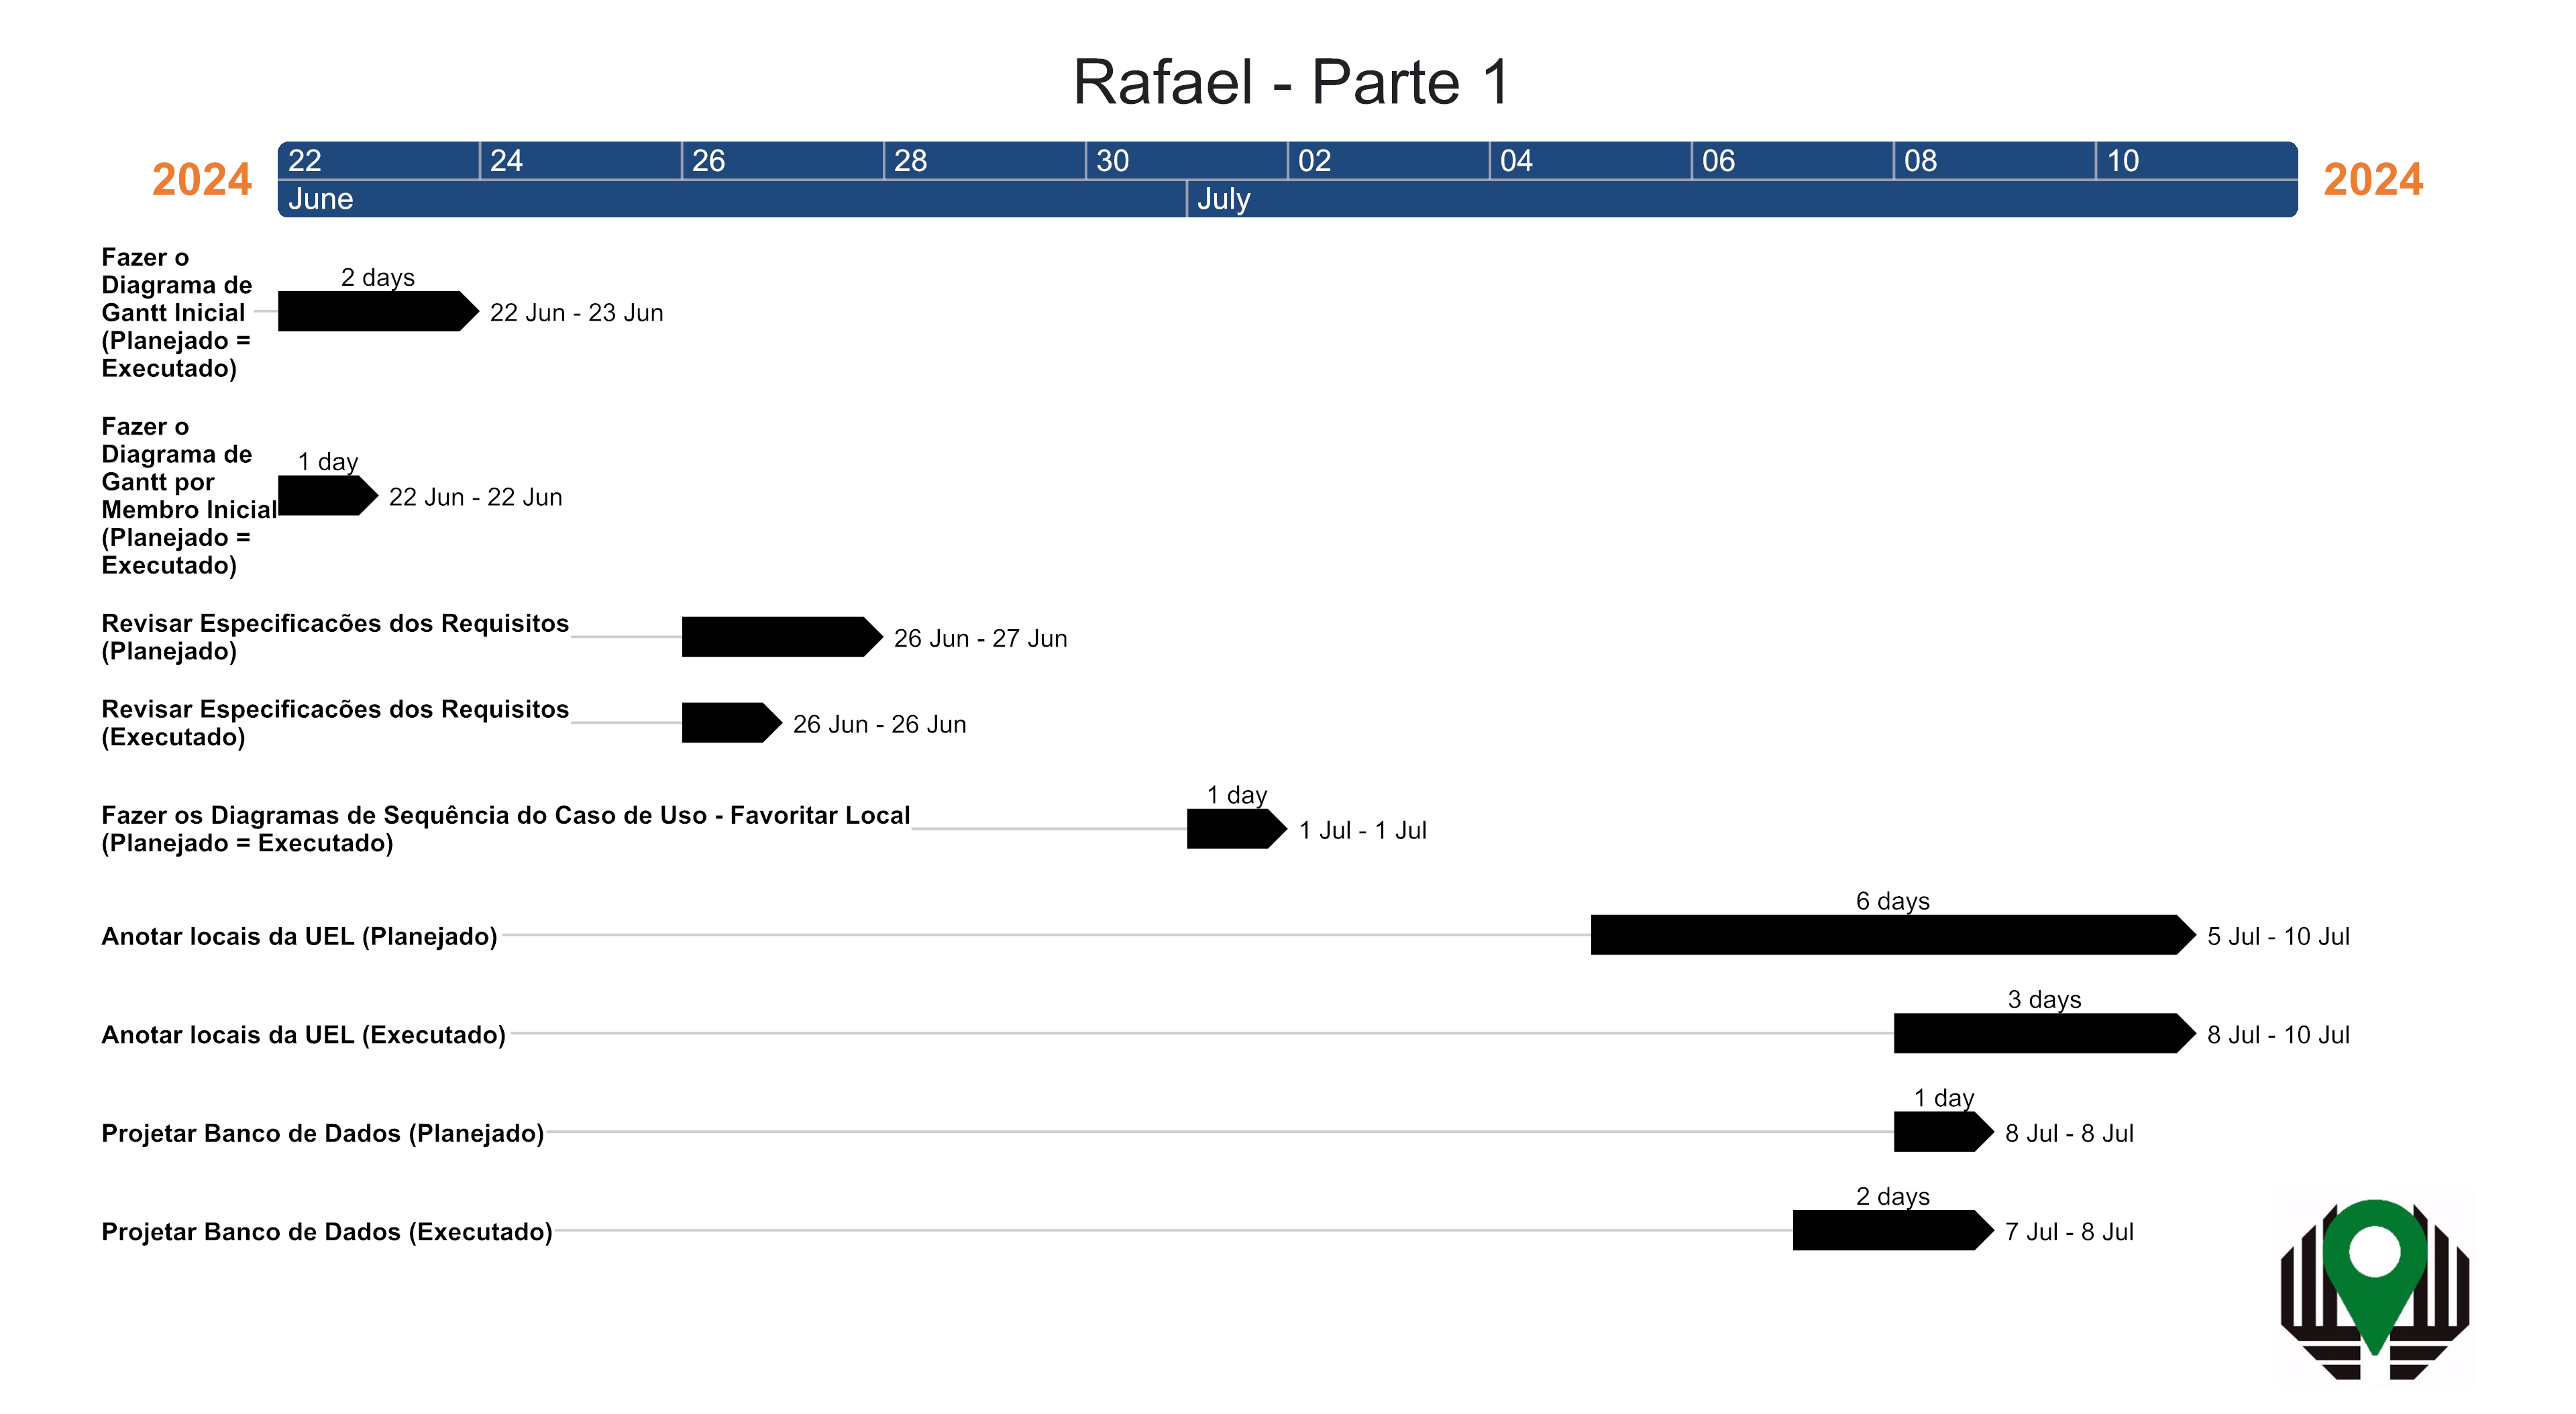 Rafael - Parte 1
2024
22 24 26 28 30 02 04 06 08 10
June July
2024
Fazer o
Diagrama de
Gantt Inicial
(Planejado =
Executado)
2 days
22 Jun - 23 Jun
Fazer o
Diagrama de
Gantt por
Membro Inicial
(Planejado =
Executado)
1 day
22 Jun - 22 Jun
Revisar Especificacões dos Requisitos
(Planejado)
26 Jun - 27 Jun
Revisar Especificacões dos Requisitos
(Executado)
26 Jun - 26 Jun
Fazer os Diagramas de Sequência do Caso de Uso - Favoritar Local
(Planejado = Executado)
1 day
1 Jul - 1 Jul
Anotar locais da UEL (Planejado)
6 days
5 Jul - 10 Jul
Anotar locais da UEL (Executado)
3 days
8 Jul - 10 Jul
Projetar Banco de Dados (Planejado)
1 day
8 Jul - 8 Jul
Projetar Banco de Dados (Executado)
2 days
7 Jul - 8 Jul